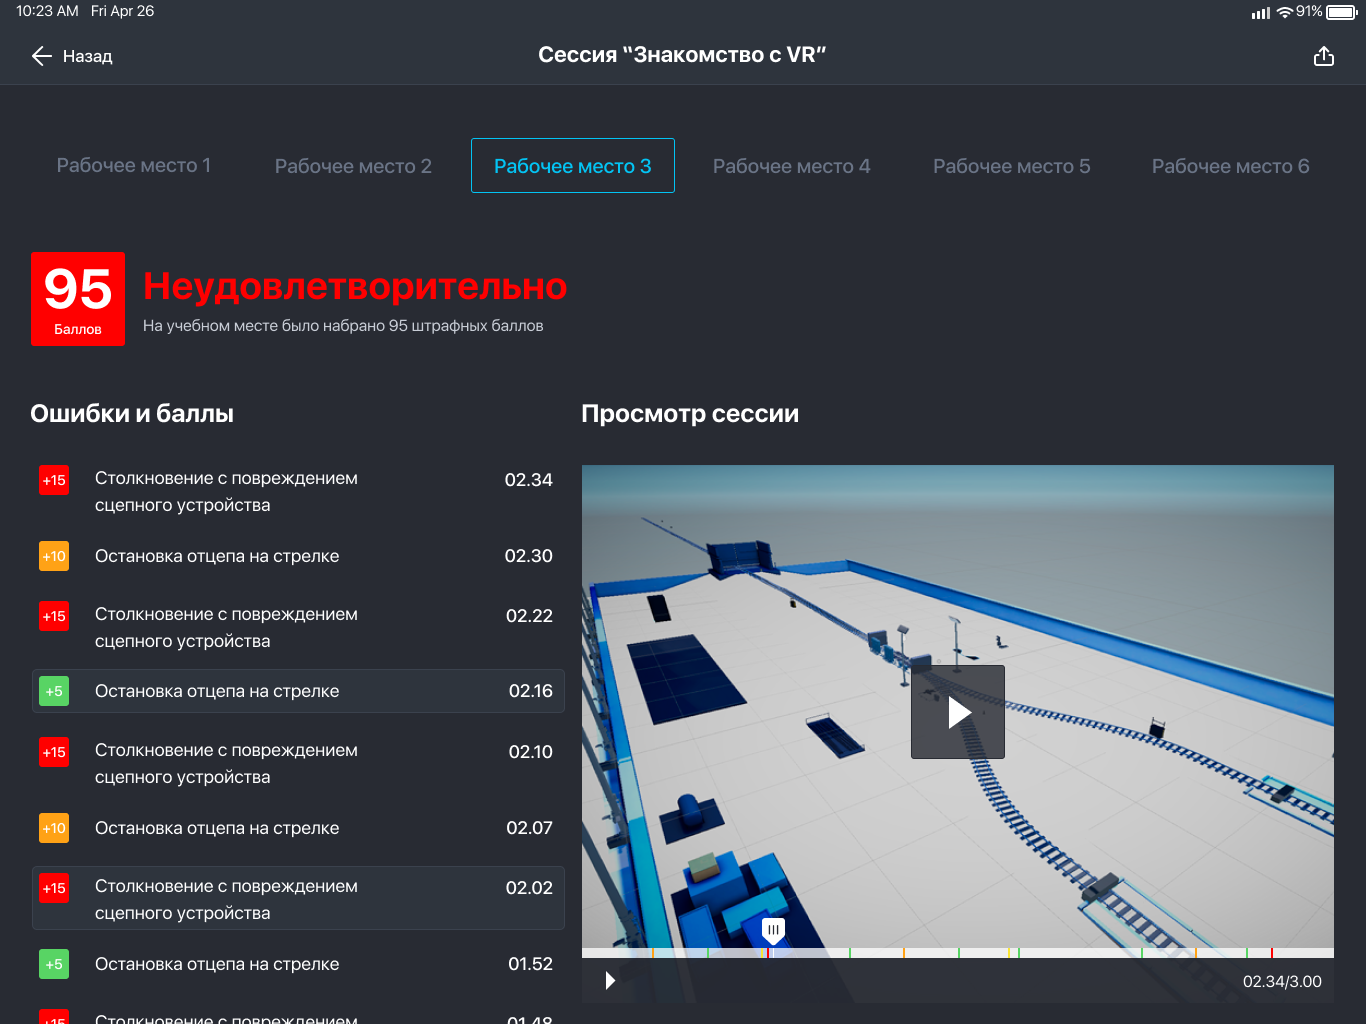 10:23 AM Fri Apr 26 91%
Назад
Сессия “Знакомство с VR”
Рабочее место 1
Рабочее место 2
Рабочее место 3
Рабочее место 4
Рабочее место 5
Рабочее место 6
95
Баллов
Неудовлетворительно
На учебном месте было набрано 95 штрафных баллов
Ошибки и баллы
+15 Столкновение с повреждением 02.34
сцепного устройства
+10 Остановка отцепа на стрелке 02.30
+15 Столкновение с повреждением 02.22
сцепного устройства
+5 Остановка отцепа на стрелке 02.16
+15 Столкновение с повреждением 02.10
сцепного устройства
+10 Остановка отцепа на стрелке 02.07
+15 Столкновение с повреждением 02.02
сцепного устройства
+5 Остановка отцепа на стрелке 01.52
+15 Столкновение с повреждением 01.48
Просмотр сессии
02.34/3.00